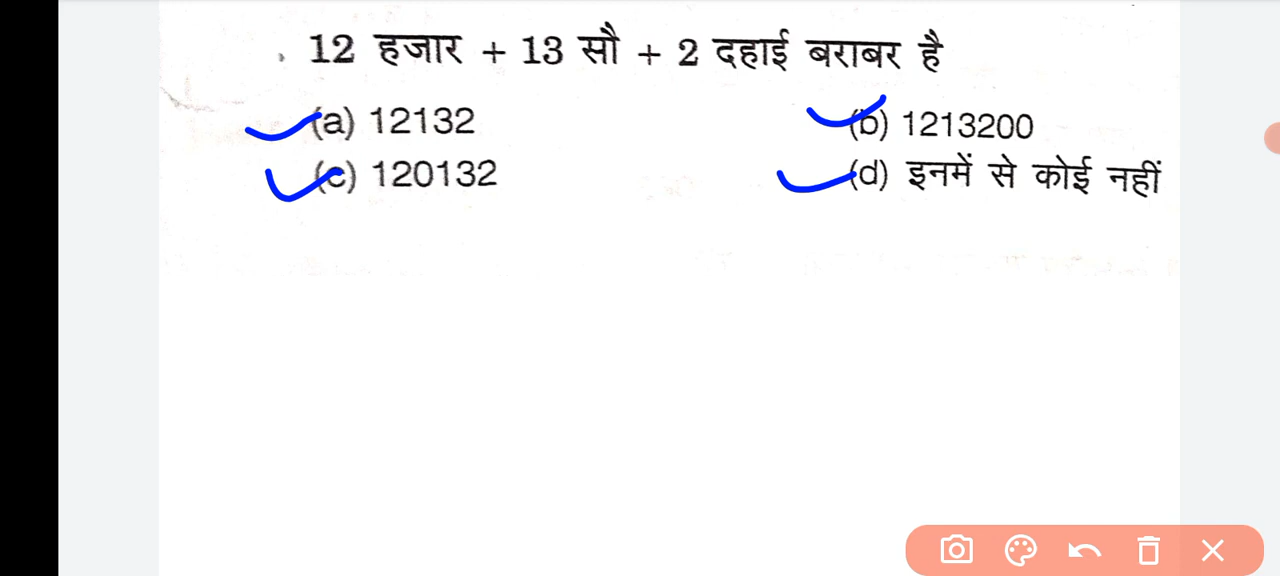 12 हजार + 13 सौ + 2 दहाई बराबर है
(a) 12132 (b) 1213200
(c) 120132 (d) इनमें से कोई नहीं